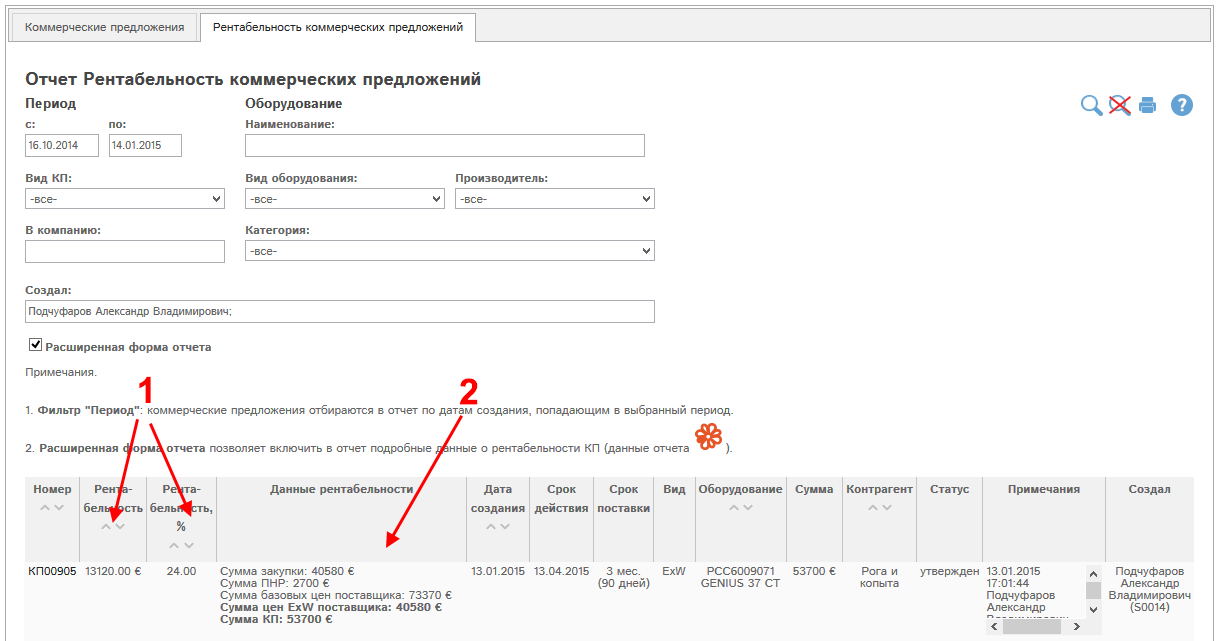 Коммерческие предложения
Рентабельность коммерческих предложений
Отчет Рентабельность коммерческих предложений
Период
Оборудование
с:
по:
Наименование:
16.10.2014
14.01.2015
Вид КП:
Вид оборудования:
Производитель:
-все-
-все-
-все-
В компанию:
Категория:
-все-
Создал:
Подчуфаров Александр Владимирович;
Расширенная форма отчета
Примечания.
1
2
1. Фильтр "Период": коммерческие предложения отбираются в отчет по датам создания, попадающим в выбранный период.
2. Расширенная форма отчета позволяет включить в отчет подробные данные о рентабельности КП (данные отчета ).
Номер
Рента-
бельность
Рента-
бельность,
%
Данные рентабельности
Дата
создания
Срок
действия
Срок
поставки
Вид
Оборудование
Сумма
Контрагент
Статус
Примечания
Создал
КП00905
13120.00 €
24.00
Сумма закупки: 40580 €
Сумма ПНР: 2700 €
Сумма базовых цен поставщика: 73370 €
Сумма цен ExW поставщика: 40580 €
Сумма КП: 53700 €
13.01.2015
13.04.2015
3 мес.
(90 дней)
ExW
PCC6009071
GENIUS 37 CT
53700 €
Рога и
копыта
утвержден
13.01.2015
17:01:44
Подчуфаров
Александр
Подчуфаров
Александр
Владимирович
(S0014)